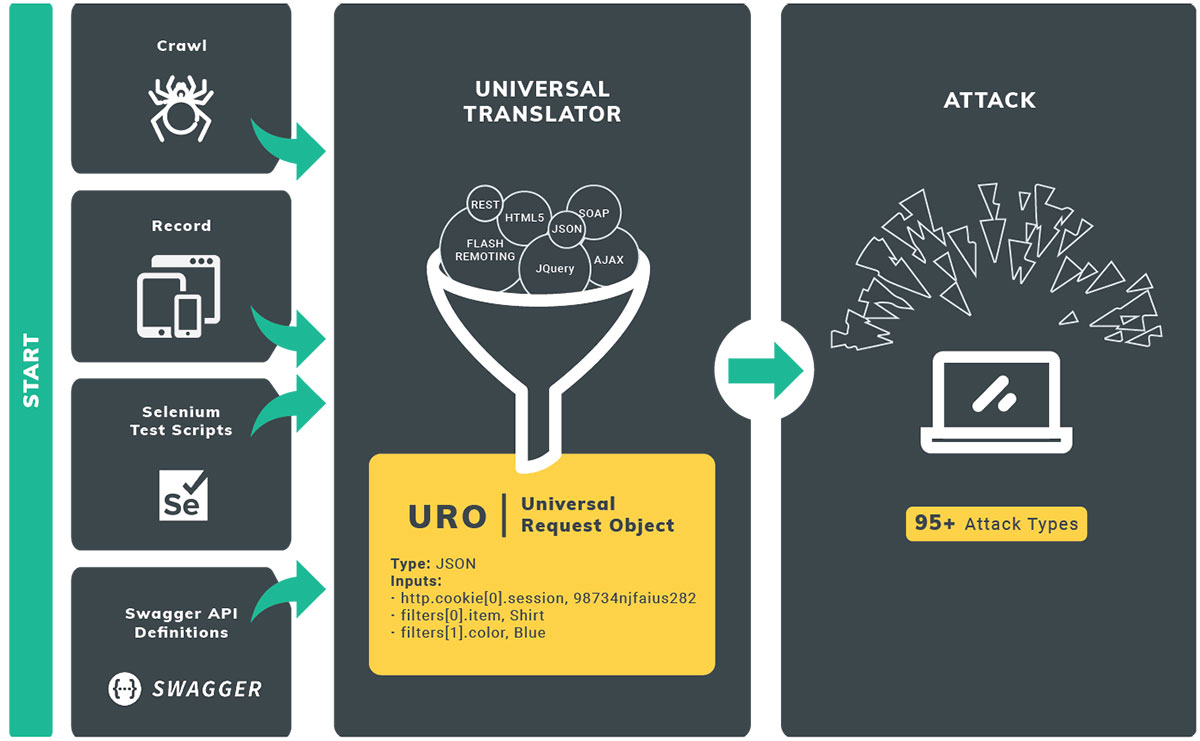 START
Crawl
Record
Selenium
Test Scripts
Se
Swagger API
Definitions
{···} SWAGGER
UNIVERSAL
TRANSLATOR
REST
HTML5
SOAP
JSON
FLASH
REMOTING
JQuery
AJAX
URO | Universal
Request Object
Type: JSON
Inputs:
· http.cookie[0].session, 98734njfaius282
· filters[0].item, Shirt
· filters[1].color, Blue
ATTACK
95+ Attack Types